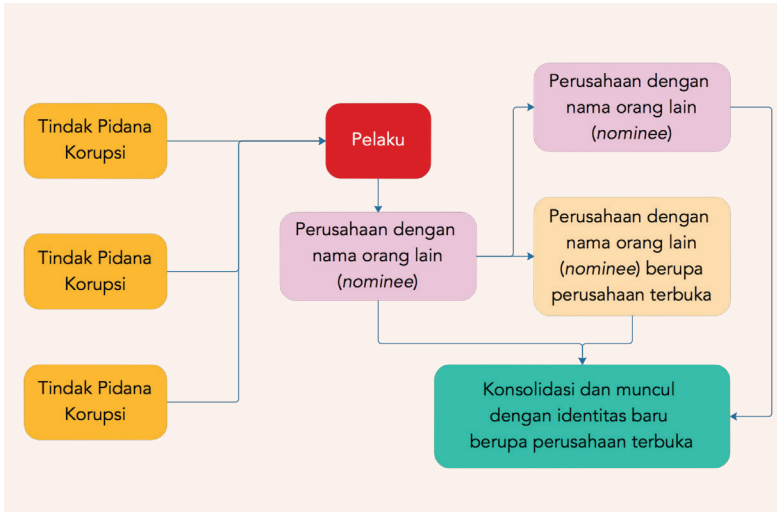 Tindak Pidana
Korupsi
Tindak Pidana
Korupsi
Tindak Pidana
Korupsi
Pelaku
Perusahaan dengan
nama orang lain
(nominee)
Perusahaan dengan
nama orang lain
(nominee)
Perusahaan dengan
nama orang lain
(nominee) berupa
perusahaan terbuka
Konsolidasi dan muncul
dengan identitas baru
berupa perusahaan terbuka